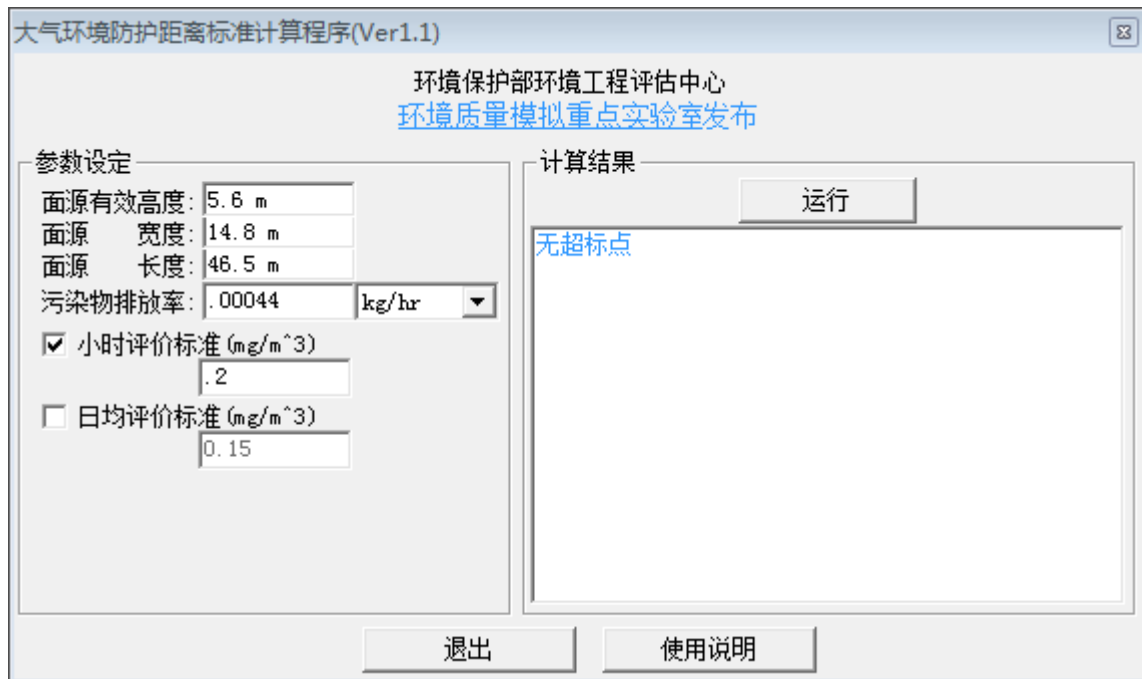 大气环境防护距离标准计算程序(Ver1.1)
环境保护部环境工程评估中心
环境质量模拟重点实验室发布
参数设定
面源有效高度: 5.6 m
面源 宽度: 14.8 m
面源 长度: 46.5 m
污染物排放率: .00044 kg/hr
小时评价标准(mg/m^3)
.2
日均评价标准(mg/m^3)
0.15
计算结果
运行
无超标点
退出
使用说明